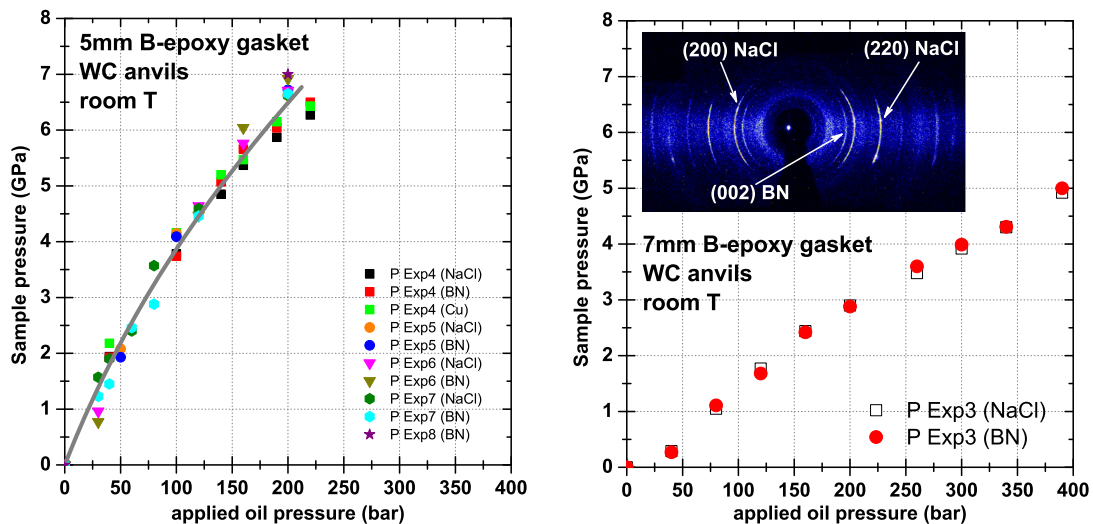 5mm B-epoxy gasket
WC anvils
room T
Sample pressure (GPa)
8
7
6
5
4
3
2
1
0
P Exp4 (NaCl)
P Exp4 (BN)
P Exp4 (Cu)
P Exp5 (NaCl)
P Exp5 (BN)
P Exp6 (NaCl)
P Exp6 (BN)
P Exp7 (NaCl)
P Exp7 (BN)
P Exp8 (BN)
0 50 100 150 200 250 300 350 400
applied oil pressure (bar)
(200) NaCl
(220) NaCl
(002) BN
7mm B-epoxy gasket
WC anvils
room T
Sample pressure (GPa)
8
7
6
5
4
3
2
1
0
P Exp3 (NaCl)
P Exp3 (BN)
0 50 100 150 200 250 300 350 400
applied oil pressure (bar)